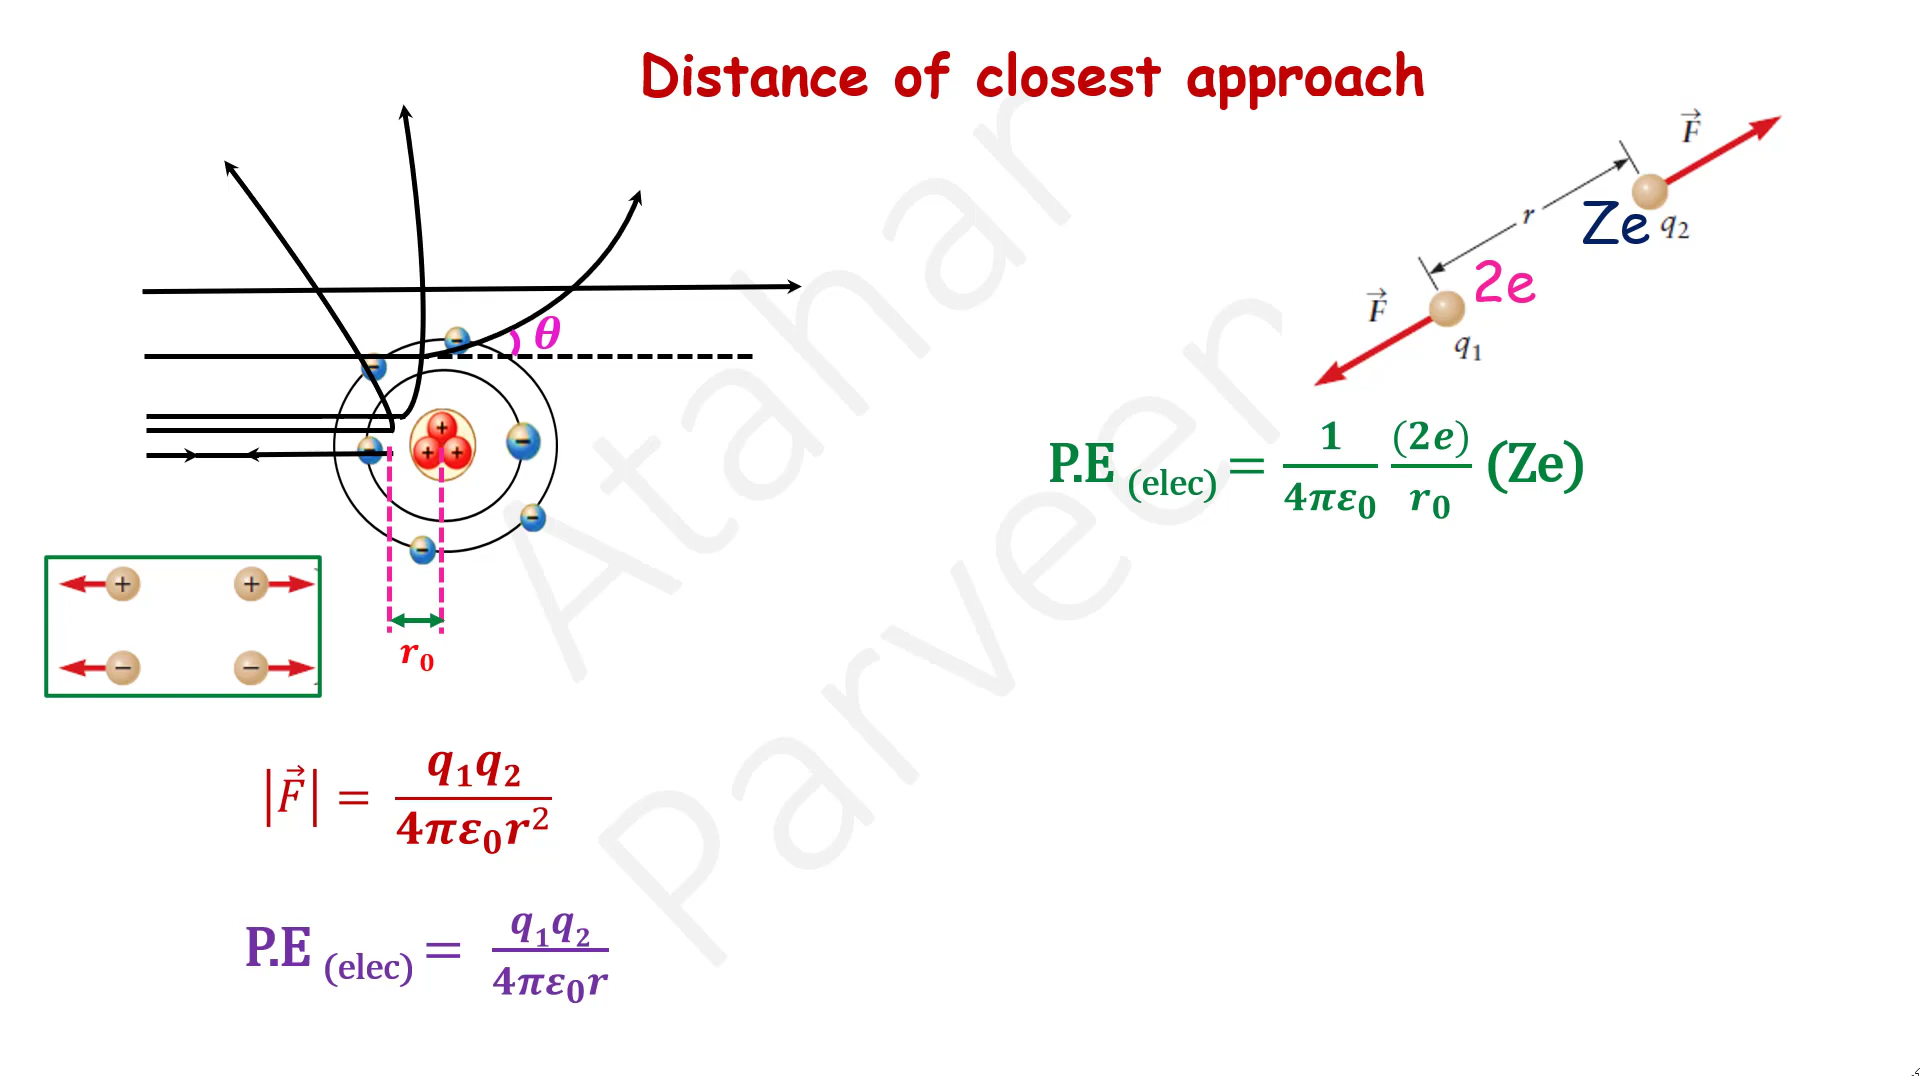 Distance of closest approach
F⃗
r
Ze q₂
2e
F⃗
q₁
θ
P.E (elec) = 1/4πε₀ (2e)/r₀ (Ze)
+ +
− −
r₀
|F⃗| = q₁q₂/4πε₀r²
P.E (elec) = q₁q₂/4πε₀r
Atahar
Parveen